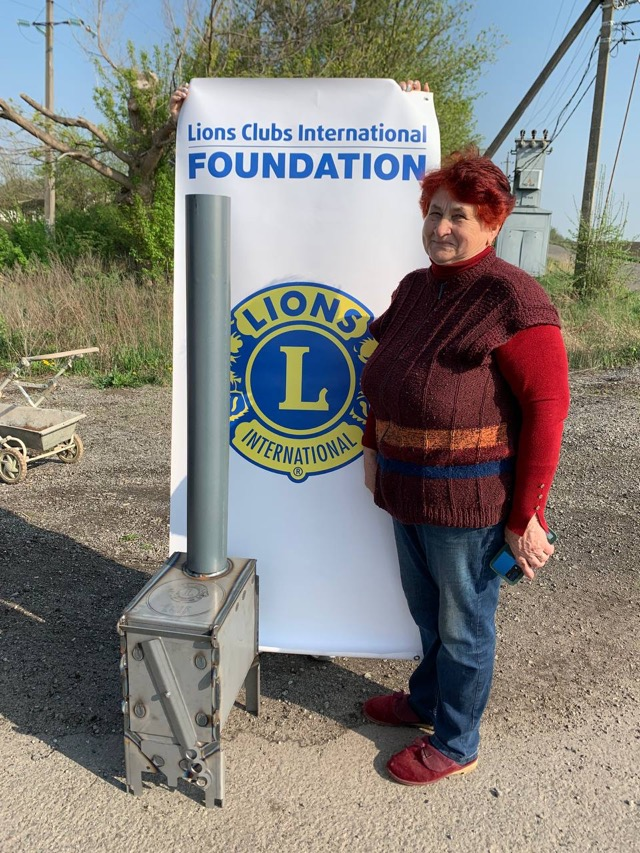 Lions Clubs International
FOUNDATION
LIONS
L
INTERNATIONAL
®